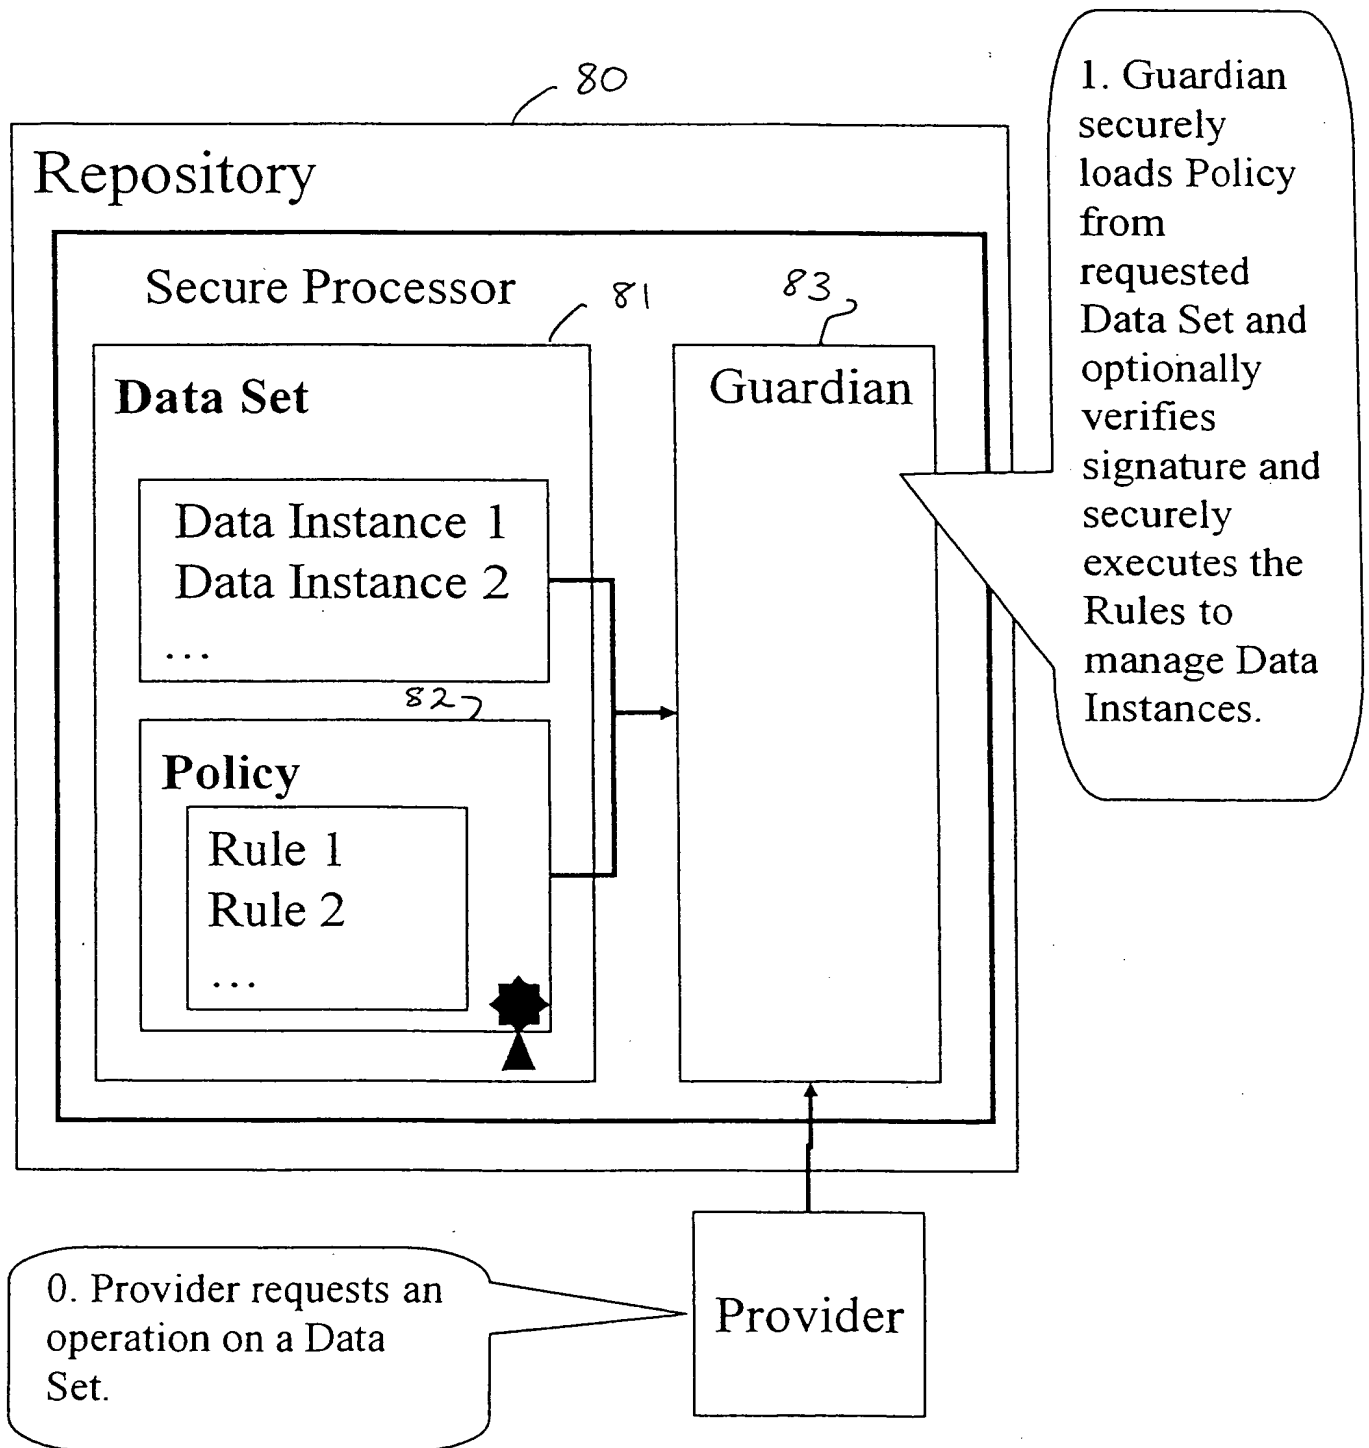 80
Repository
Secure Processor
81
83
Data Set
Guardian
Data Instance 1
Data Instance 2
...
82
Policy
Rule 1
Rule 2
...
1. Guardian
securely
loads Policy
from
requested
Data Set and
optionally
verifies
signature and
securely
executes the
Rules to
manage Data
Instances.
0. Provider requests an
operation on a Data
Set.
Provider